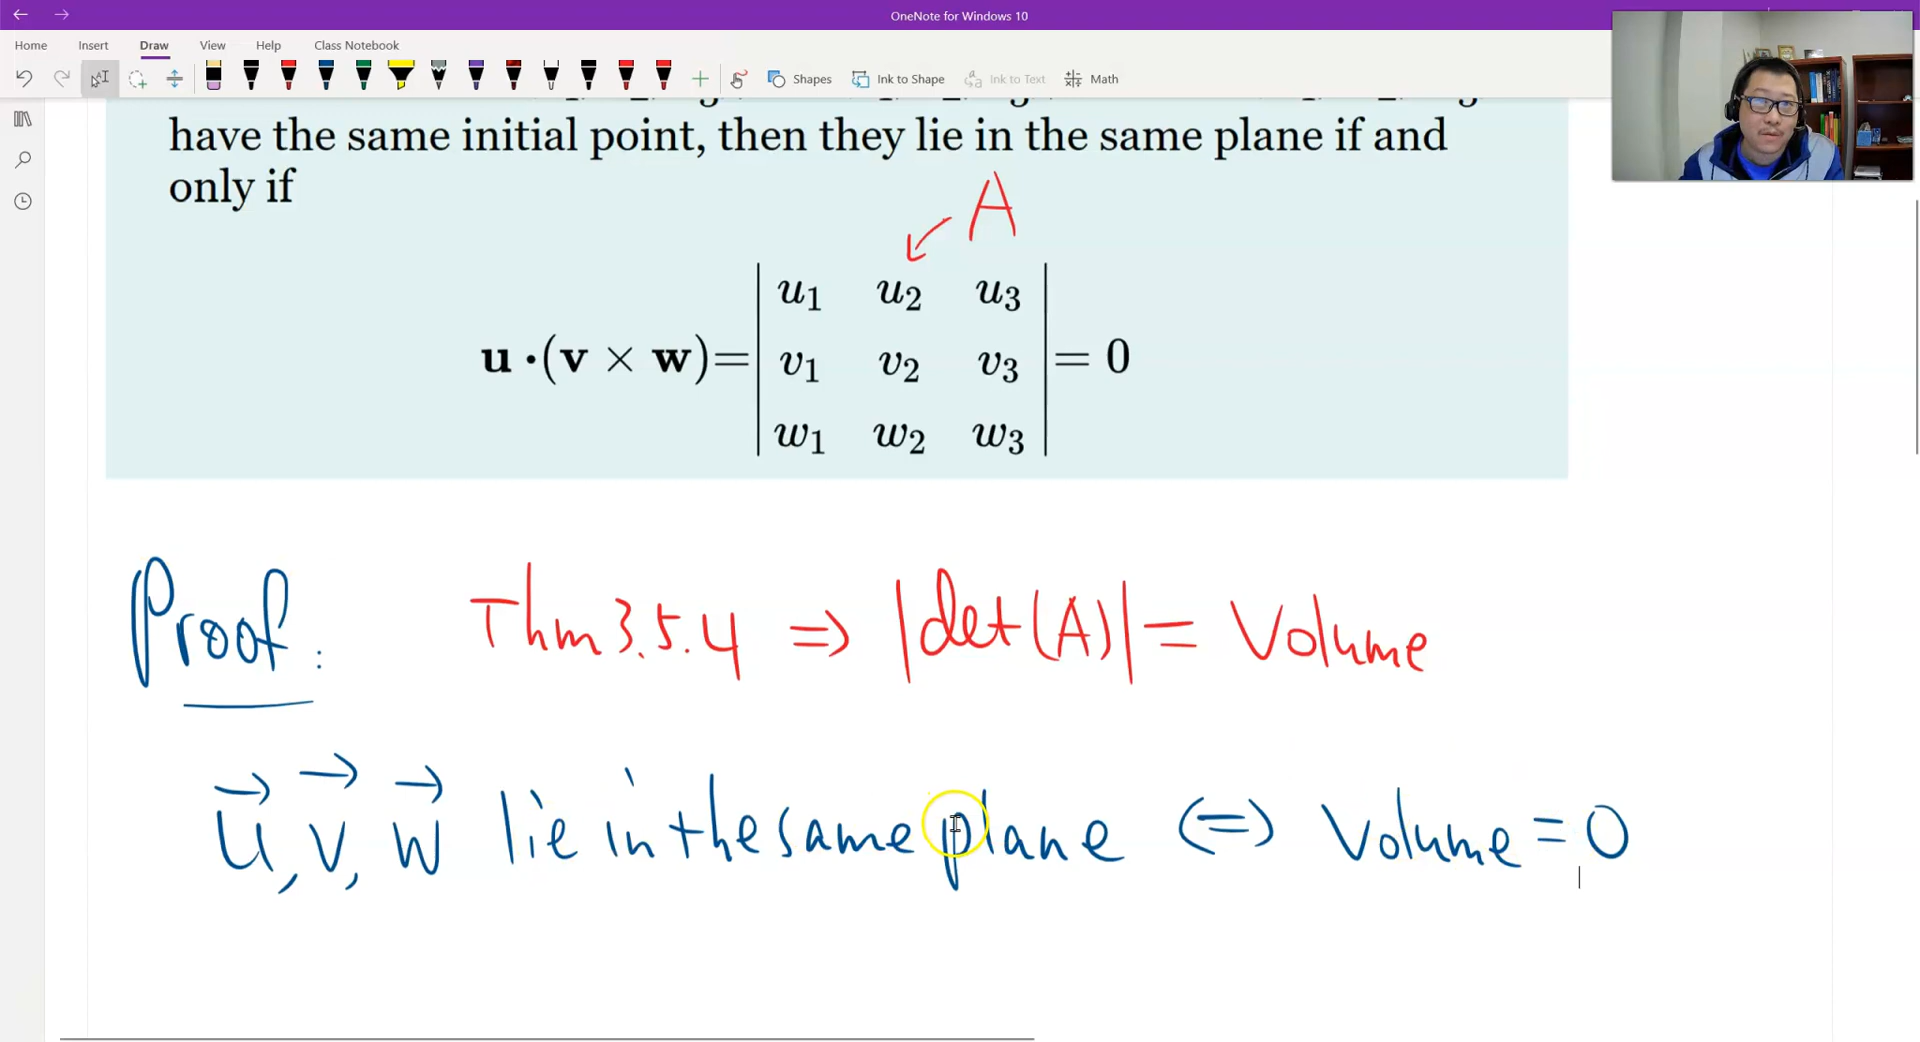 OneNote for Windows 10
Home Insert Draw View Help Class Notebook
Shapes Ink to Shape Ink to Text Math
have the same initial point, then they lie in the same plane if and
only if
A
u · (v × w) = | u1 u2 u3 |
| v1 v2 v3 | = 0
| w1 w2 w3 |
Proof: Thm 3.5.4 => |det(A)| = Volume
u, v, w lie in the same plane <=> Volume = 0